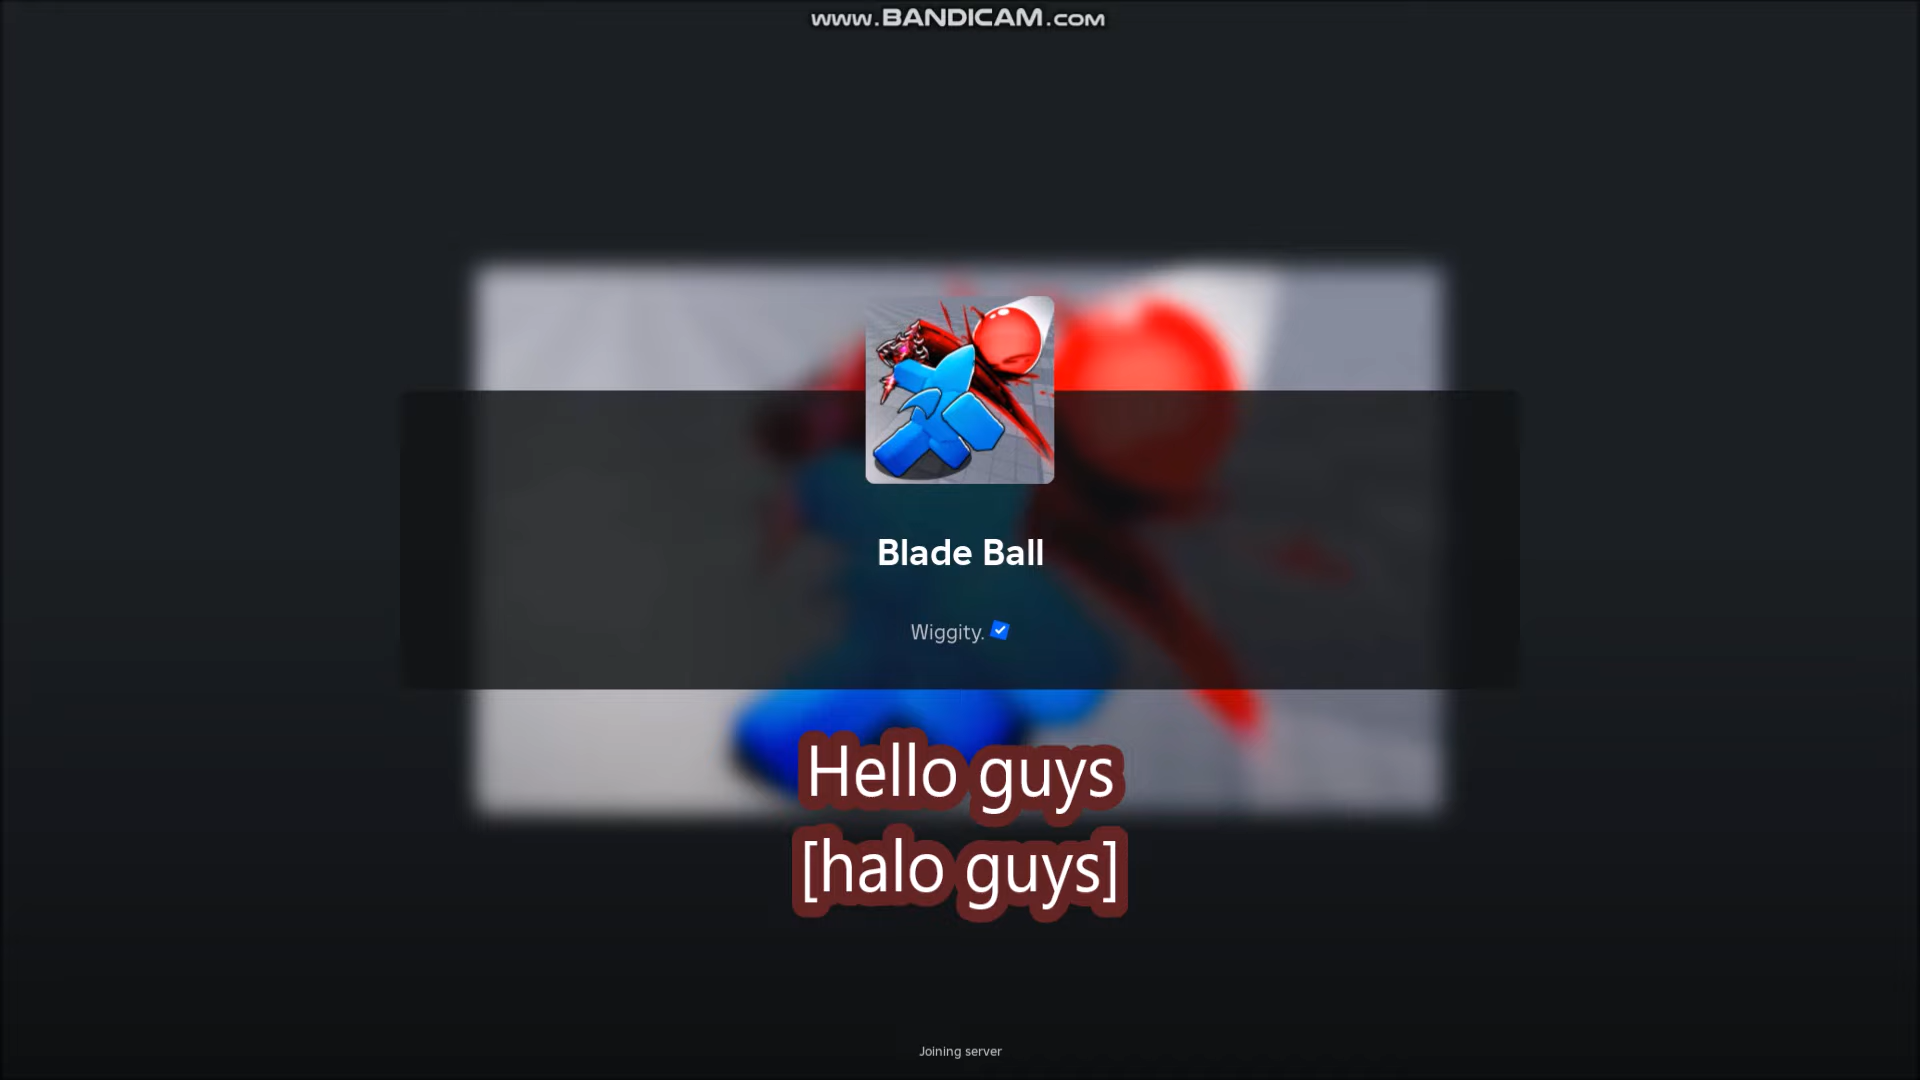 www.BANDICAM.com
Blade Ball
Wiggity.
Hello guys
[halo guys]
Joining server